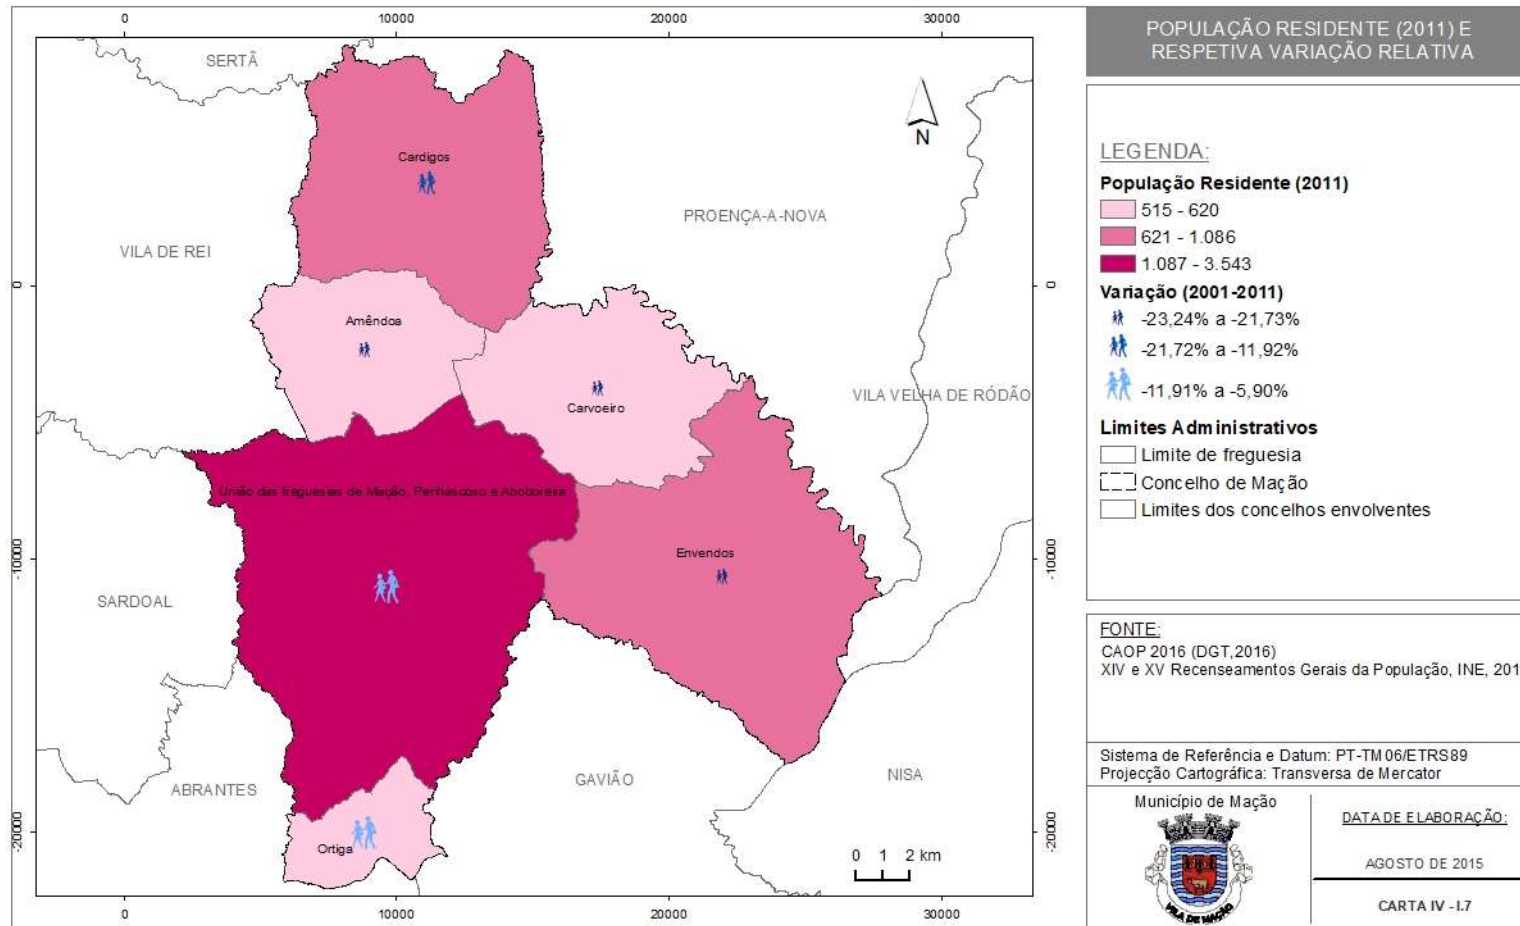 POPULAÇÃO RESIDENTE (2011) E
RESPETIVA VARIAÇÃO RELATIVA
0
10000
20000
30000
SERTÃ
Cardigos
PROENÇA-A-NOVA
VILA DE REI
N
0
0
Amêndoa
Carvoeiro
VILA VELHA DE RÓDÃO
União das freguesias de Mação, Penhascoso e Aboboreira
-10000
-10000
Envendos
SARDOAL
ABRANTES
GAVIÃO
NISA
-20000
-20000
Ortiga
0 1 2 km
0
10000
20000
30000
LEGENDA:
População Residente (2011)
515 - 620
621 - 1.086
1.087 - 3.543
Variação (2001-2011)
-23,24% a -21,73%
-21,72% a -11,92%
-11,91% a -5,90%
Limites Administrativos
Limite de freguesia
Concelho de Mação
Limites dos concelhos envolventes
FONTE:
CAOP 2016 (DGT,2016)
XIV e XV Recenseamentos Gerais da População, INE, 201
Sistema de Referência e Datum: PT-TM06/ETRS89
Projecção Cartográfica: Transversa de Mercator
Município de Mação
VILA DE MAÇÃO
DATA DE ELABORAÇÃO:
AGOSTO DE 2015
CARTA IV - I.7